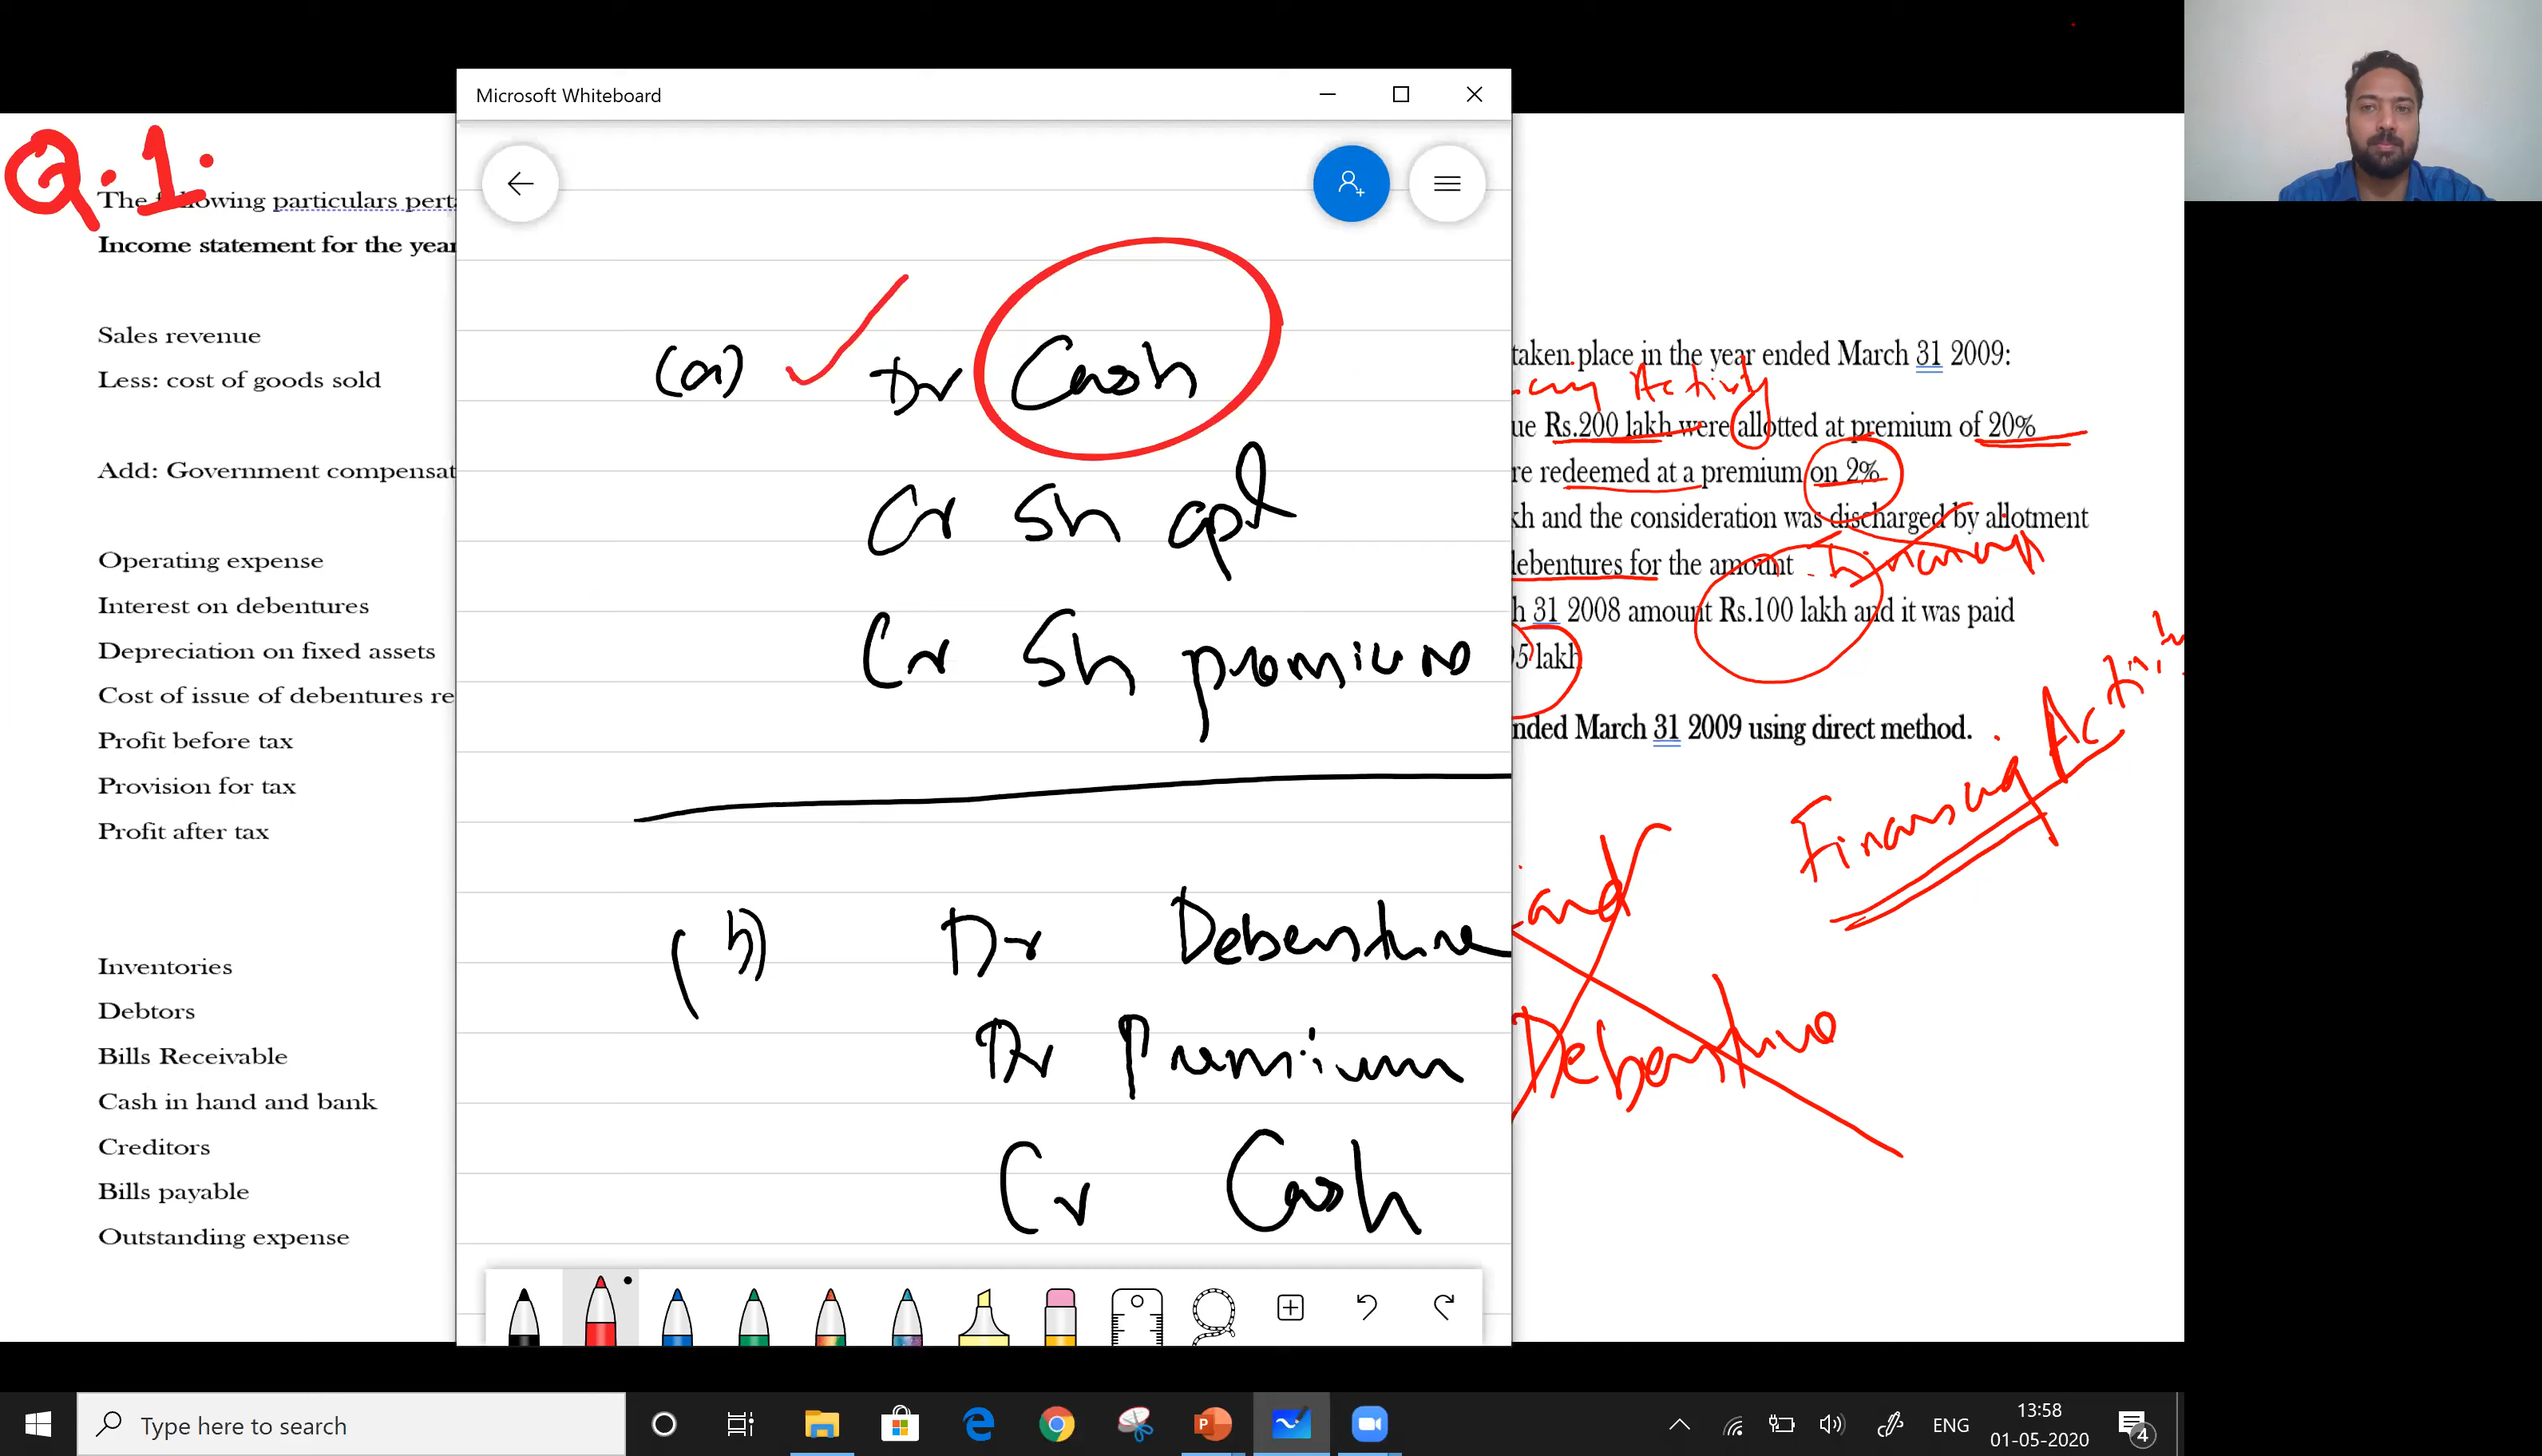 Microsoft Whiteboard
Q.1.
The following particulars perta
Income statement for the year
Sales revenue
Less: cost of goods sold
Add: Government compensat
Operating expense
Interest on debentures
Depreciation on fixed assets
Cost of issue of debentures re
Profit before tax
Provision for tax
Profit after tax
Inventories
Debtors
Bills Receivable
Cash in hand and bank
Creditors
Bills payable
Outstanding expense
(a) Dr Cash
Cr Sh apl
Cr Sh premium
(b) Dr Debenture
Dr Premium
Cr Cash
taken place in the year ended March 31 2009:
Activity
ue Rs.200 lakh were allotted at premium of 20%
re redeemed at a premium on 2%
kh and the consideration was discharged by allotment
debentures for the amount
h 31 2008 amount Rs.100 lakh and it was paid
05 lakh
nded March 31 2009 using direct method.
Financing Activity
Land
Debenture
Type here to search
ENG
13:58
01-05-2020
4